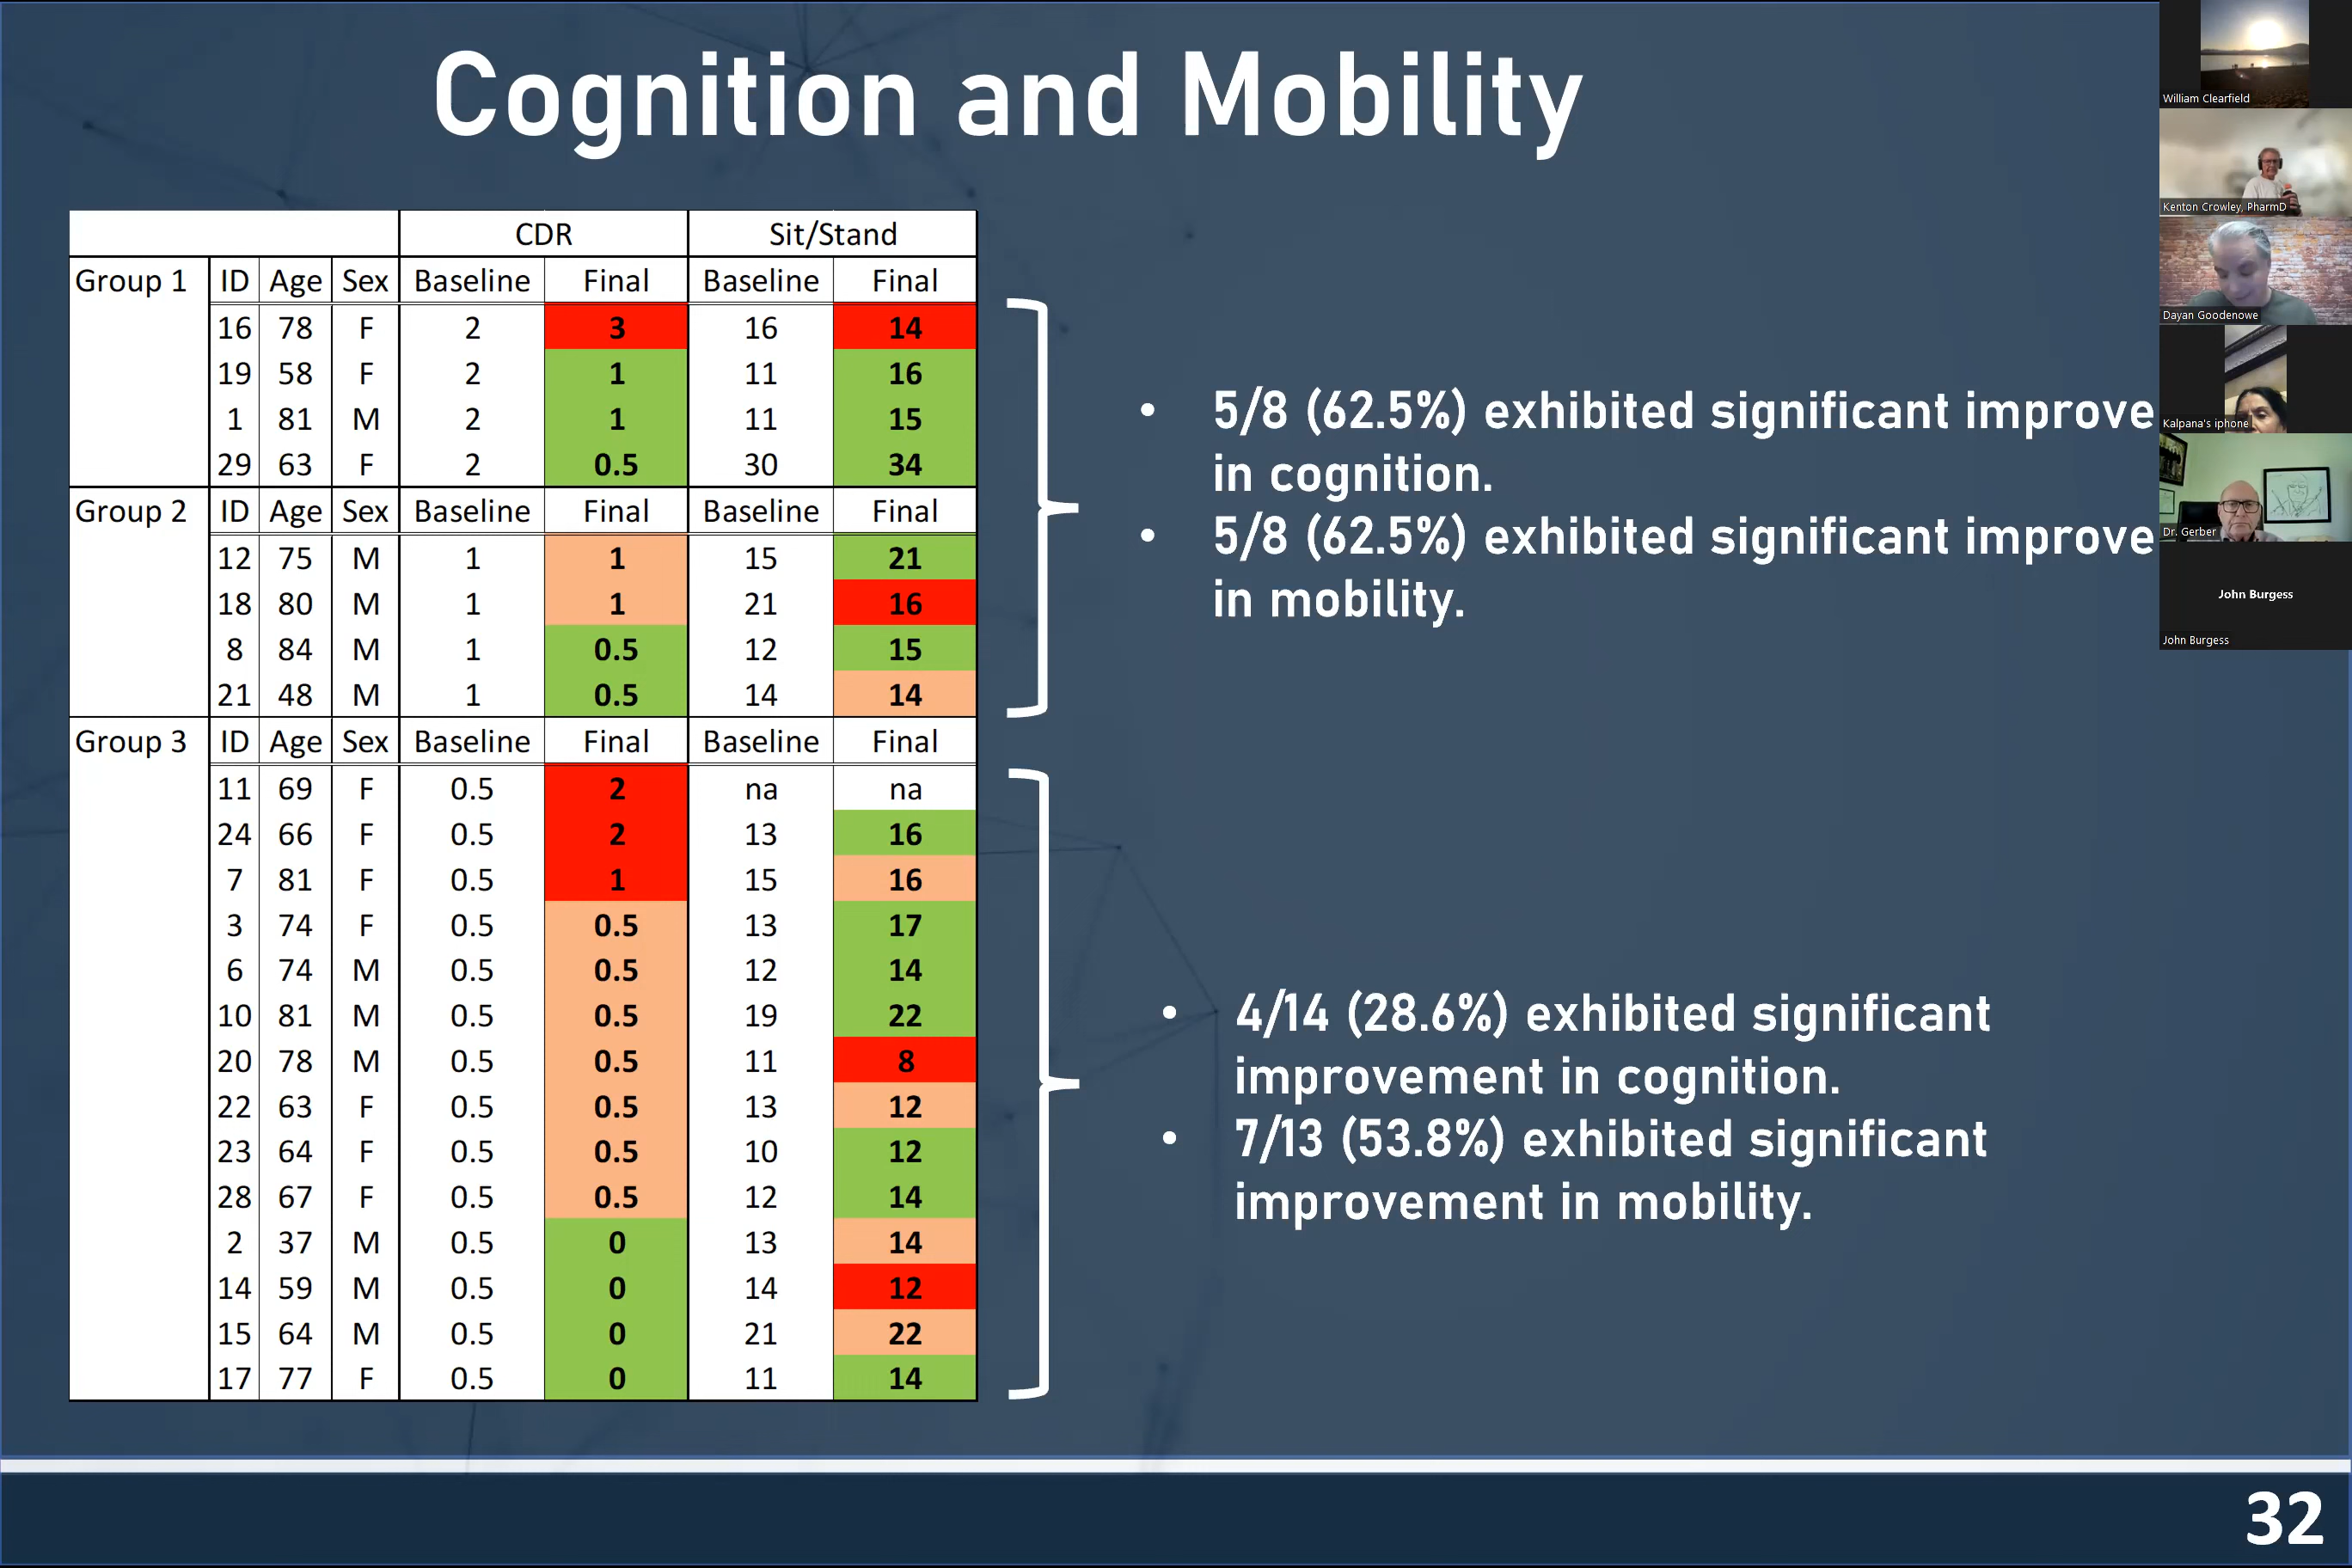 Cognition and Mobility
CDR Sit/Stand
Group 1 ID Age Sex Baseline Final Baseline Final
16 78 F 2 3 16 14
19 58 F 2 1 11 16
1 81 M 2 1 11 15
29 63 F 2 0.5 30 34
Group 2 ID Age Sex Baseline Final Baseline Final
12 75 M 1 1 15 21
18 80 M 1 1 21 16
8 84 M 1 0.5 12 15
21 48 M 1 0.5 14 14
Group 3 ID Age Sex Baseline Final Baseline Final
11 69 F 0.5 2 na na
24 66 F 0.5 2 13 16
7 81 F 0.5 1 15 16
3 74 F 0.5 0.5 13 17
6 74 M 0.5 0.5 12 14
10 81 M 0.5 0.5 19 22
20 78 M 0.5 0.5 11 8
22 63 F 0.5 0.5 13 12
23 64 F 0.5 0.5 10 12
28 67 F 0.5 0.5 12 14
2 37 M 0.5 0 13 14
14 59 M 0.5 0 14 12
15 64 M 0.5 0 21 22
17 77 F 0.5 0 11 14
• 5/8 (62.5%) exhibited significant improve
in cognition.
• 5/8 (62.5%) exhibited significant improve
in mobility.
• 4/14 (28.6%) exhibited significant
improvement in cognition.
• 7/13 (53.8%) exhibited significant
improvement in mobility.
William Clearfield
Kenton Crowley, PharmD
Dayan Goodenowe
Kalpana's iphone
Dr. Gerber
John Burgess
John Burgess
32